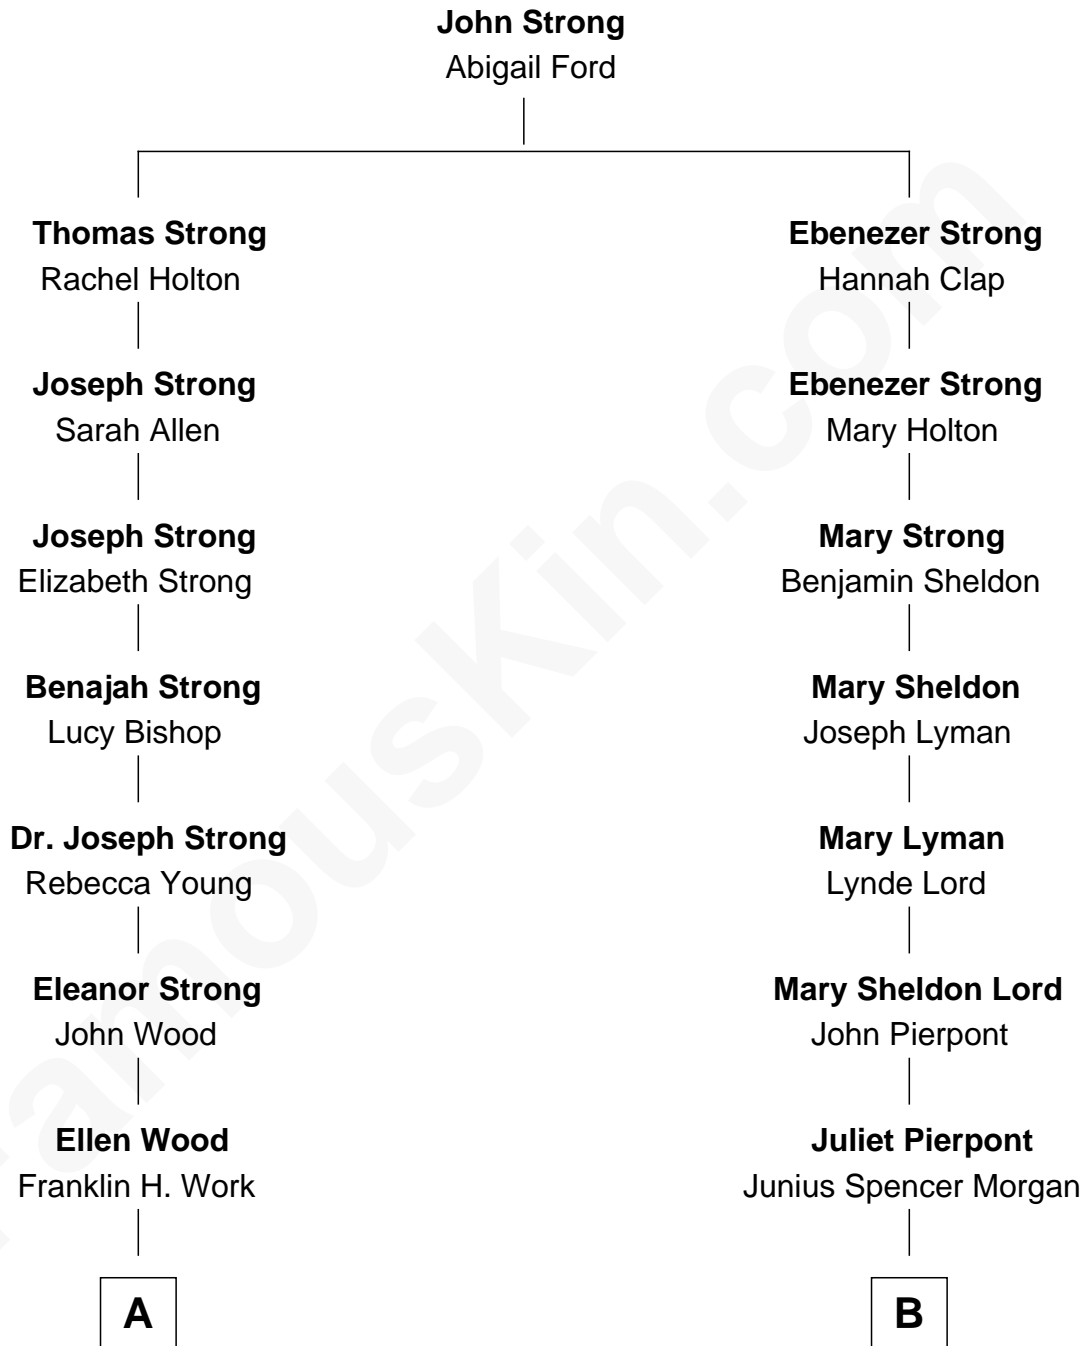 John Strong
Abigail Ford
Thomas Strong
Rachel Holton
Ebenezer Strong
Hannah Clap
Joseph Strong
Sarah Allen
Ebenezer Strong
Mary Holton
Joseph Strong
Elizabeth Strong
Mary Strong
Benjamin Sheldon
Benajah Strong
Lucy Bishop
Mary Sheldon
Joseph Lyman
Dr. Joseph Strong
Rebecca Young
Mary Lyman
Lynde Lord
Eleanor Strong
John Wood
Mary Sheldon Lord
John Pierpont
Ellen Wood
Franklin H. Work
Juliet Pierpont
Junius Spencer Morgan
A
B
FamousKin.com